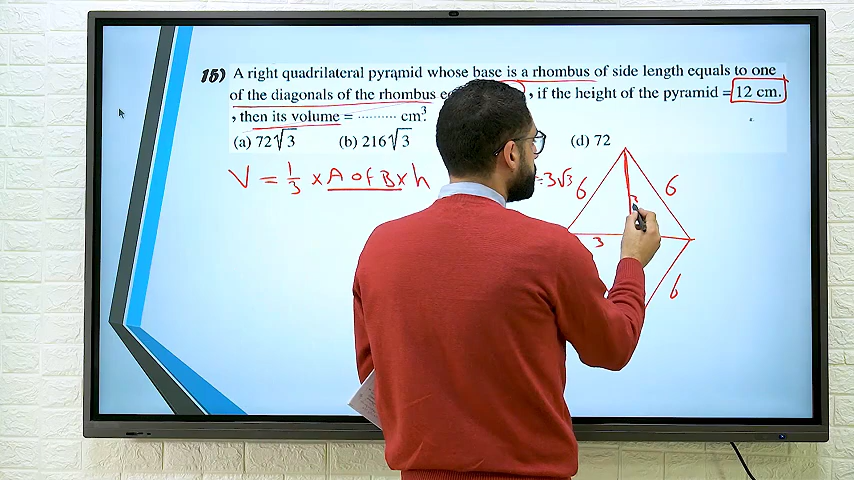 15) A right quadrilateral pyramid whose base is a rhombus of side length equals to one
of the diagonals of the rhombus , if the height of the pyramid = 12 cm.
, then its volume = ......... cm³
(a) 72√3 (b) 216√3 (d) 72
V = 1/3 × A of B × h
3√3
6 6
3
6